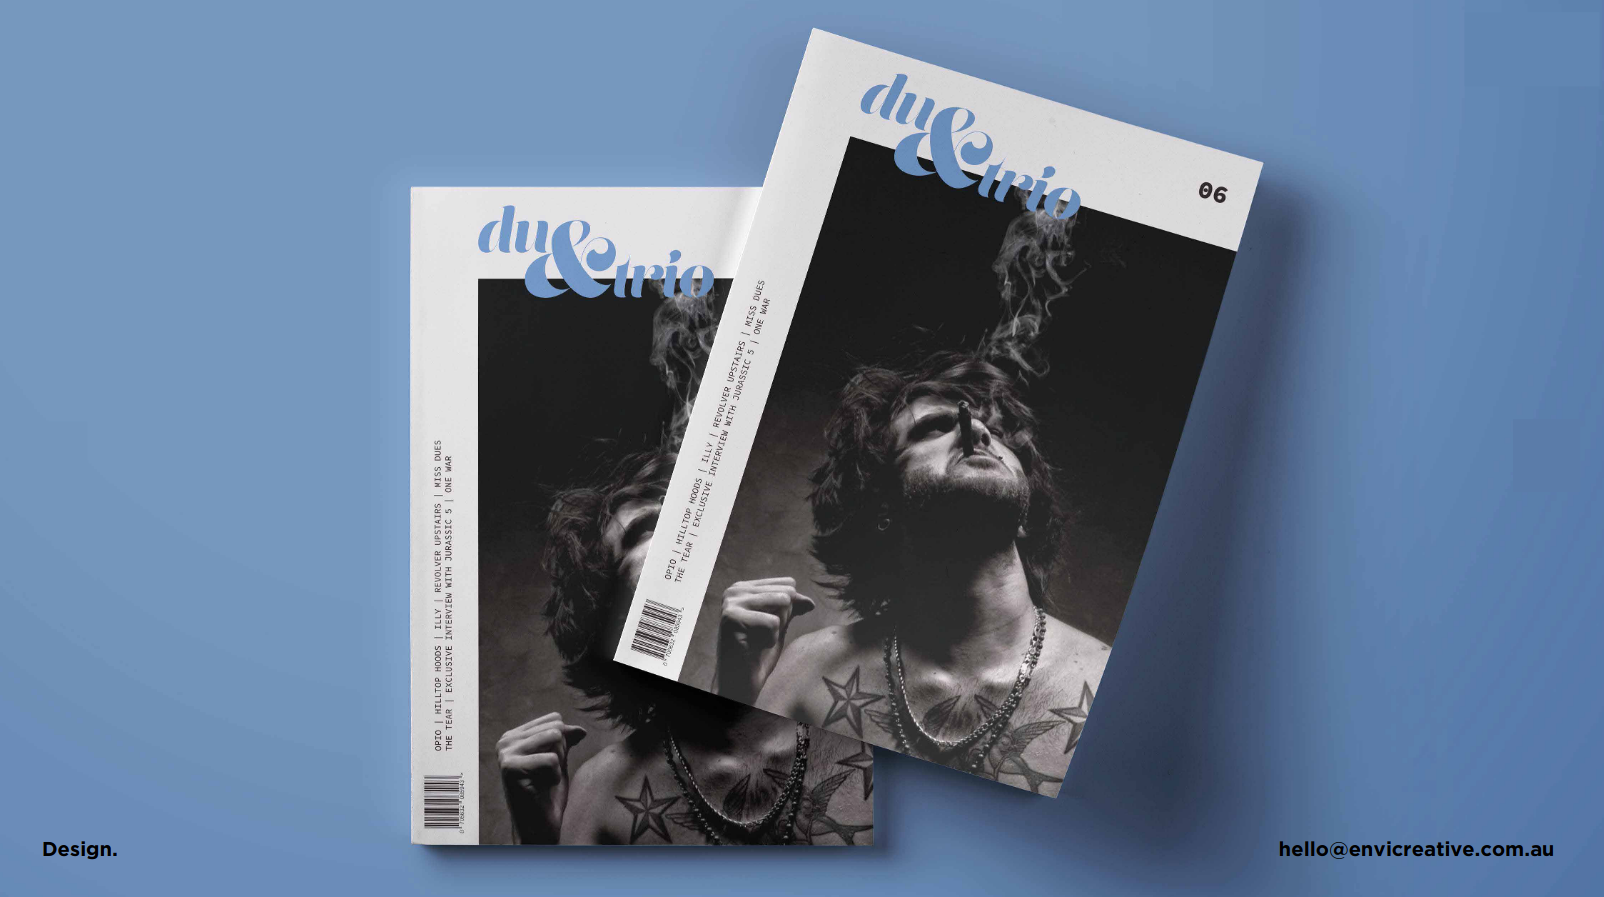 du&trio
06
OPIO | HILLTOP HOODS | ILLY | REVOLVER UPSTAIRS | MISS DUES
THE TEAR | EXCLUSIVE INTERVIEW WITH JURASSIC 5 | ONE WAR
du&trio
OPIO | HILLTOP HOODS | ILLY | REVOLVER UPSTAIRS | MISS DUES
THE TEAR | EXCLUSIVE INTERVIEW WITH JURASSIC 5 | ONE WAR
Design.
hello@envicreative.com.au